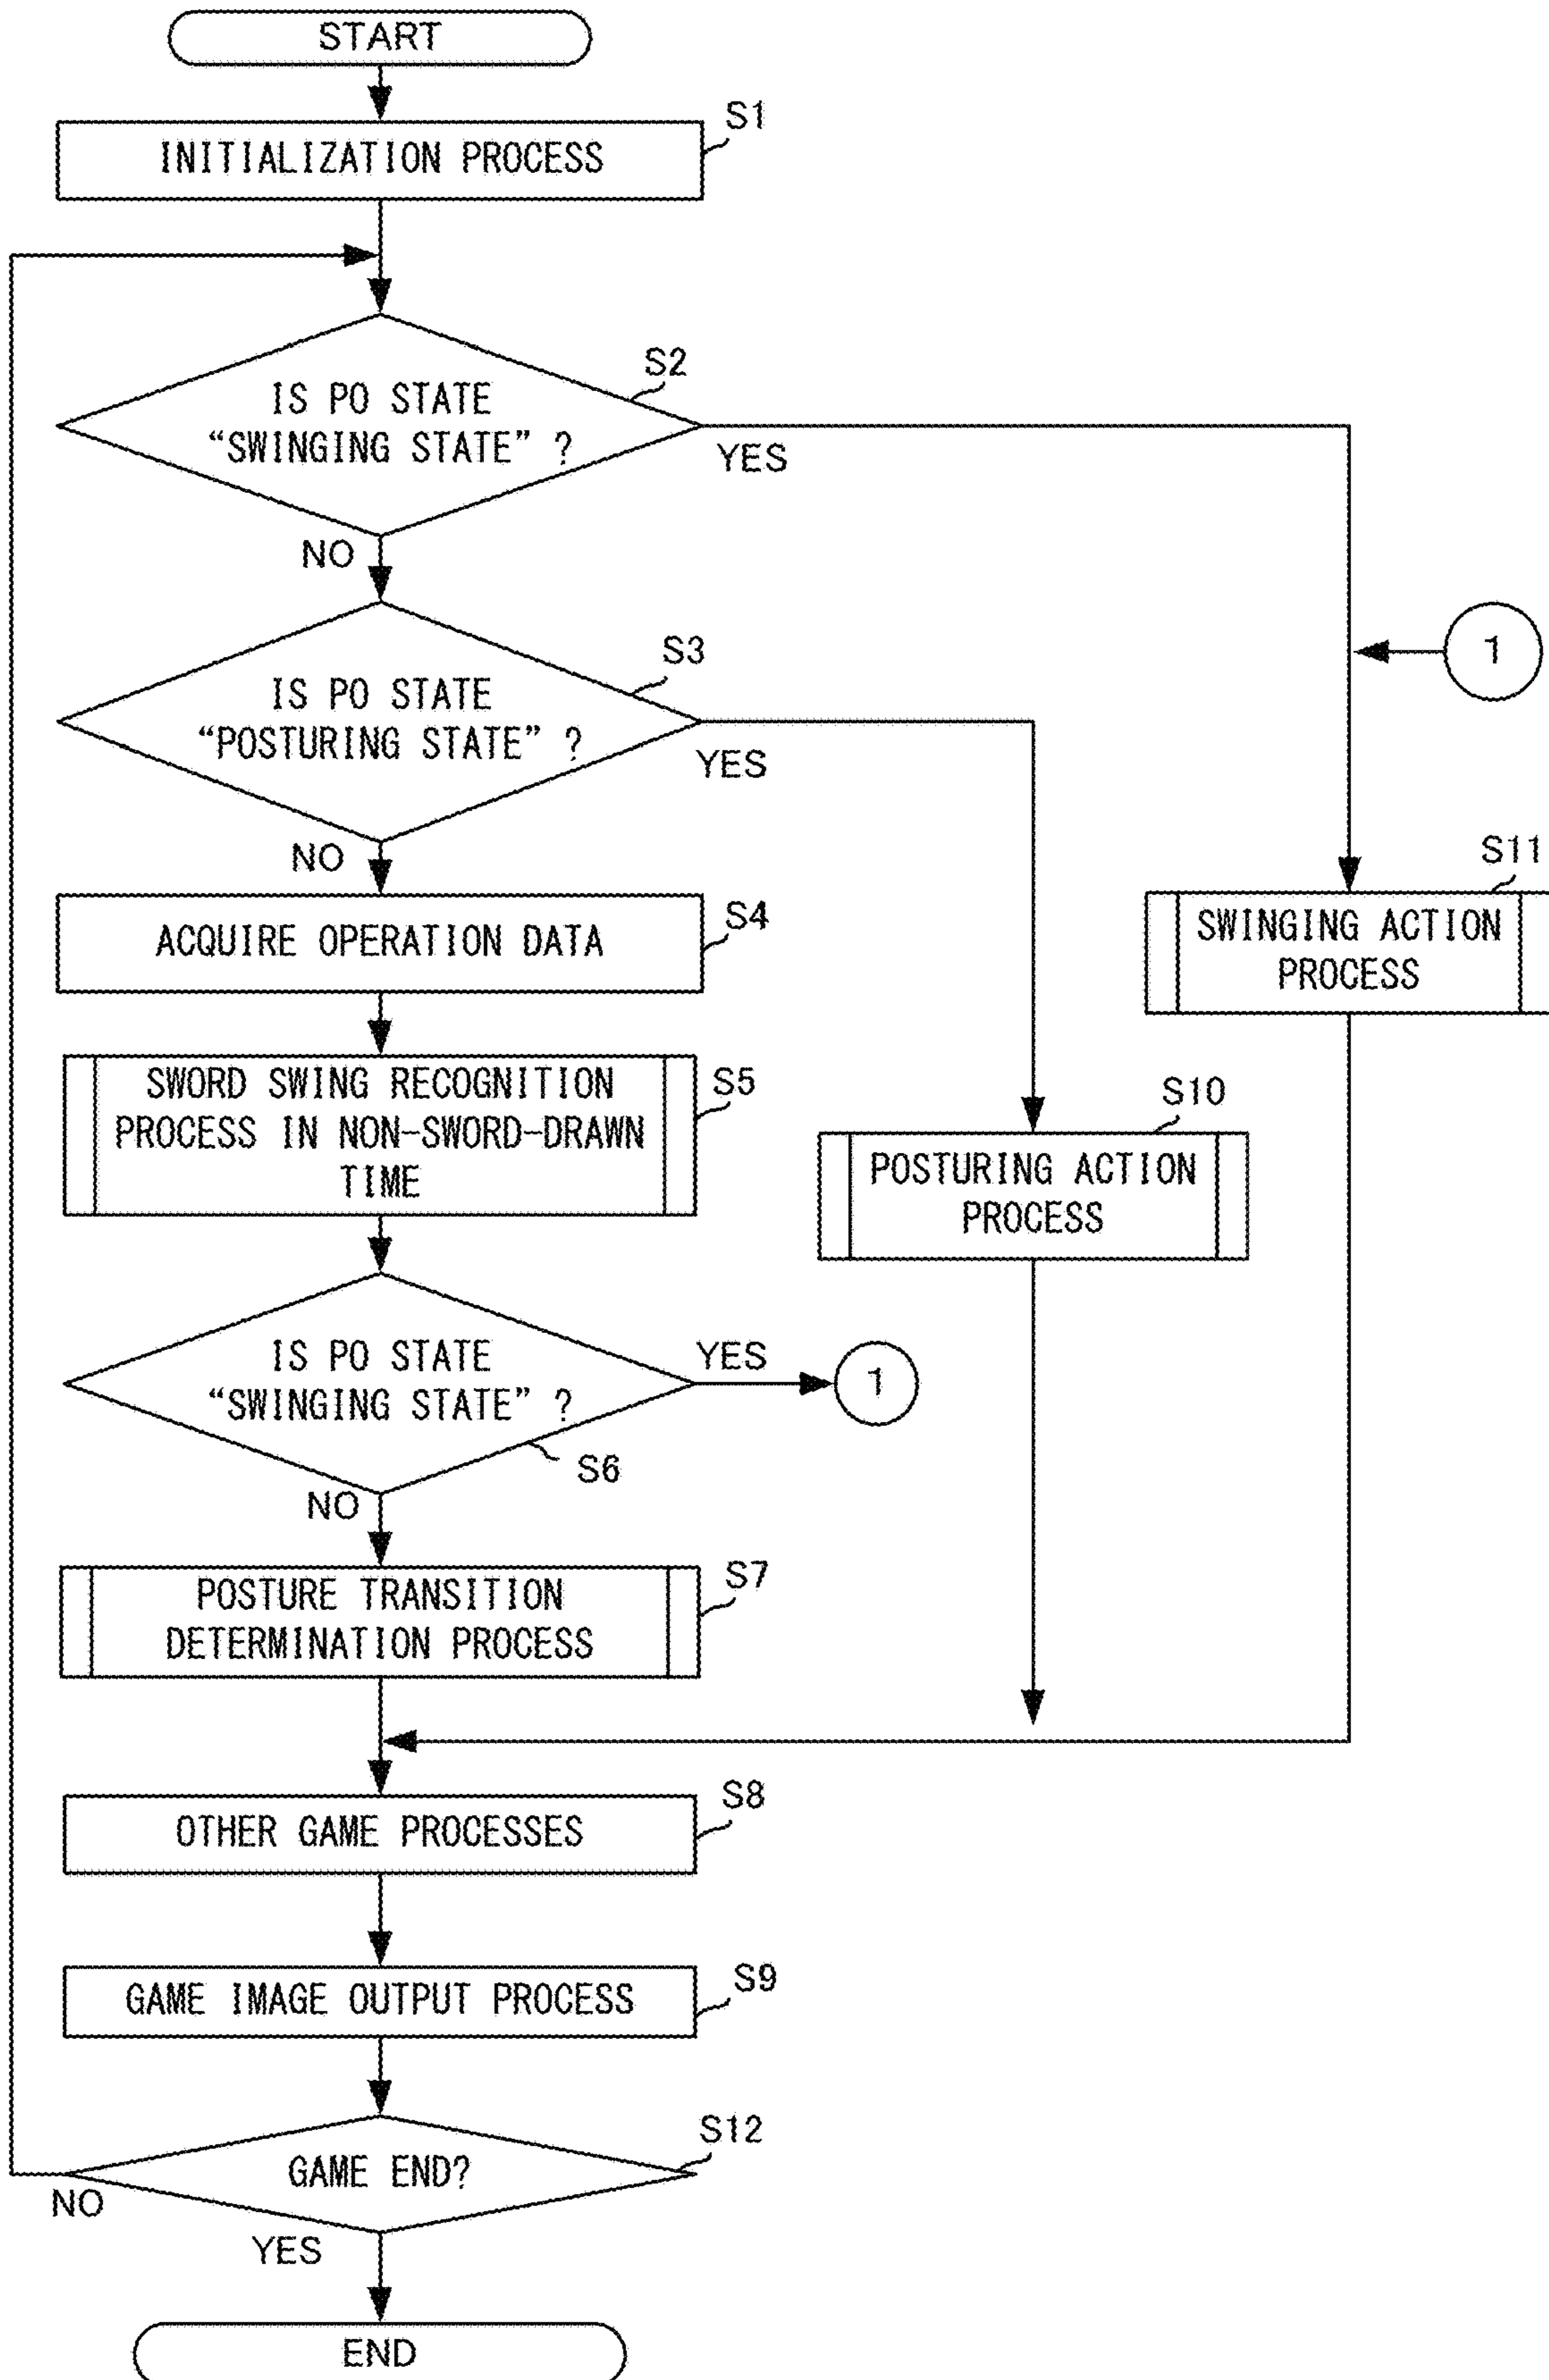 START
S1
INITIALIZATION PROCESS
S2
IS PO STATE
“SWINGING STATE” ?
YES
NO
1
S3
IS PO STATE
“POSTURING STATE” ?
YES
NO
S11
SWINGING ACTION
PROCESS
S4
ACQUIRE OPERATION DATA
S5
SWORD SWING RECOGNITION
PROCESS IN NON-SWORD-DRAWN
TIME
S10
POSTURING ACTION
PROCESS
IS PO STATE
“SWINGING STATE” ?
YES
1
S6
NO
S7
POSTURE TRANSITION
DETERMINATION PROCESS
S8
OTHER GAME PROCESSES
S9
GAME IMAGE OUTPUT PROCESS
S12
GAME END?
NO
YES
END